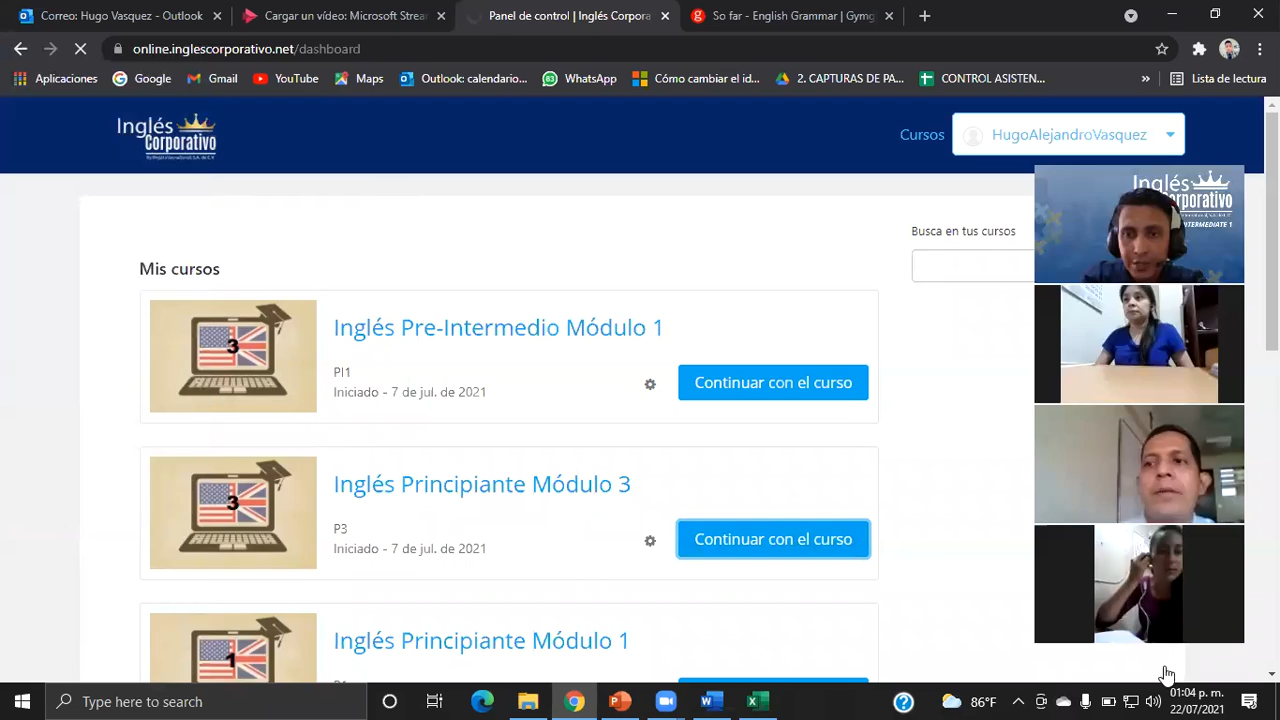 Correo: Hugo Vasquez - Outlook
Cargar un vídeo: Microsoft Strea
Panel de control | Inglés Corpora
So far - English Grammar | Gymg
online.inglescorporativo.net/dashboard
Aplicaciones
Google
Gmail
YouTube
Maps
Outlook: calendario...
WhatsApp
Cómo cambiar el id...
2. CAPTURAS DE PA...
CONTROL ASISTEN...
»
Lista de lectura
Inglés
Corporativo
Cursos
HugoAlejandroVasquez
Inglés
orporativo
INTERMEDIATE 1
Busca en tus cursos
Mis cursos
3
Inglés Pre-Intermedio Módulo 1
PI1
Iniciado - 7 de jul. de 2021
Continuar con el curso
3
Inglés Principiante Módulo 3
P3
Iniciado - 7 de jul. de 2021
Continuar con el curso
1
Inglés Principiante Módulo 1
Type here to search
86°F
01:04 p. m.
22/07/2021